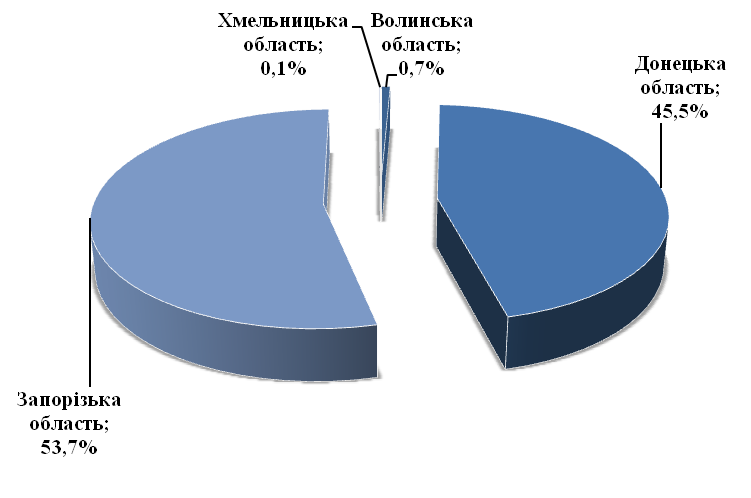 Хмельницька
область;
0,1%
Волинська
область;
0,7%
Донецька
область;
45,5%
Запорізька
область;
53,7%